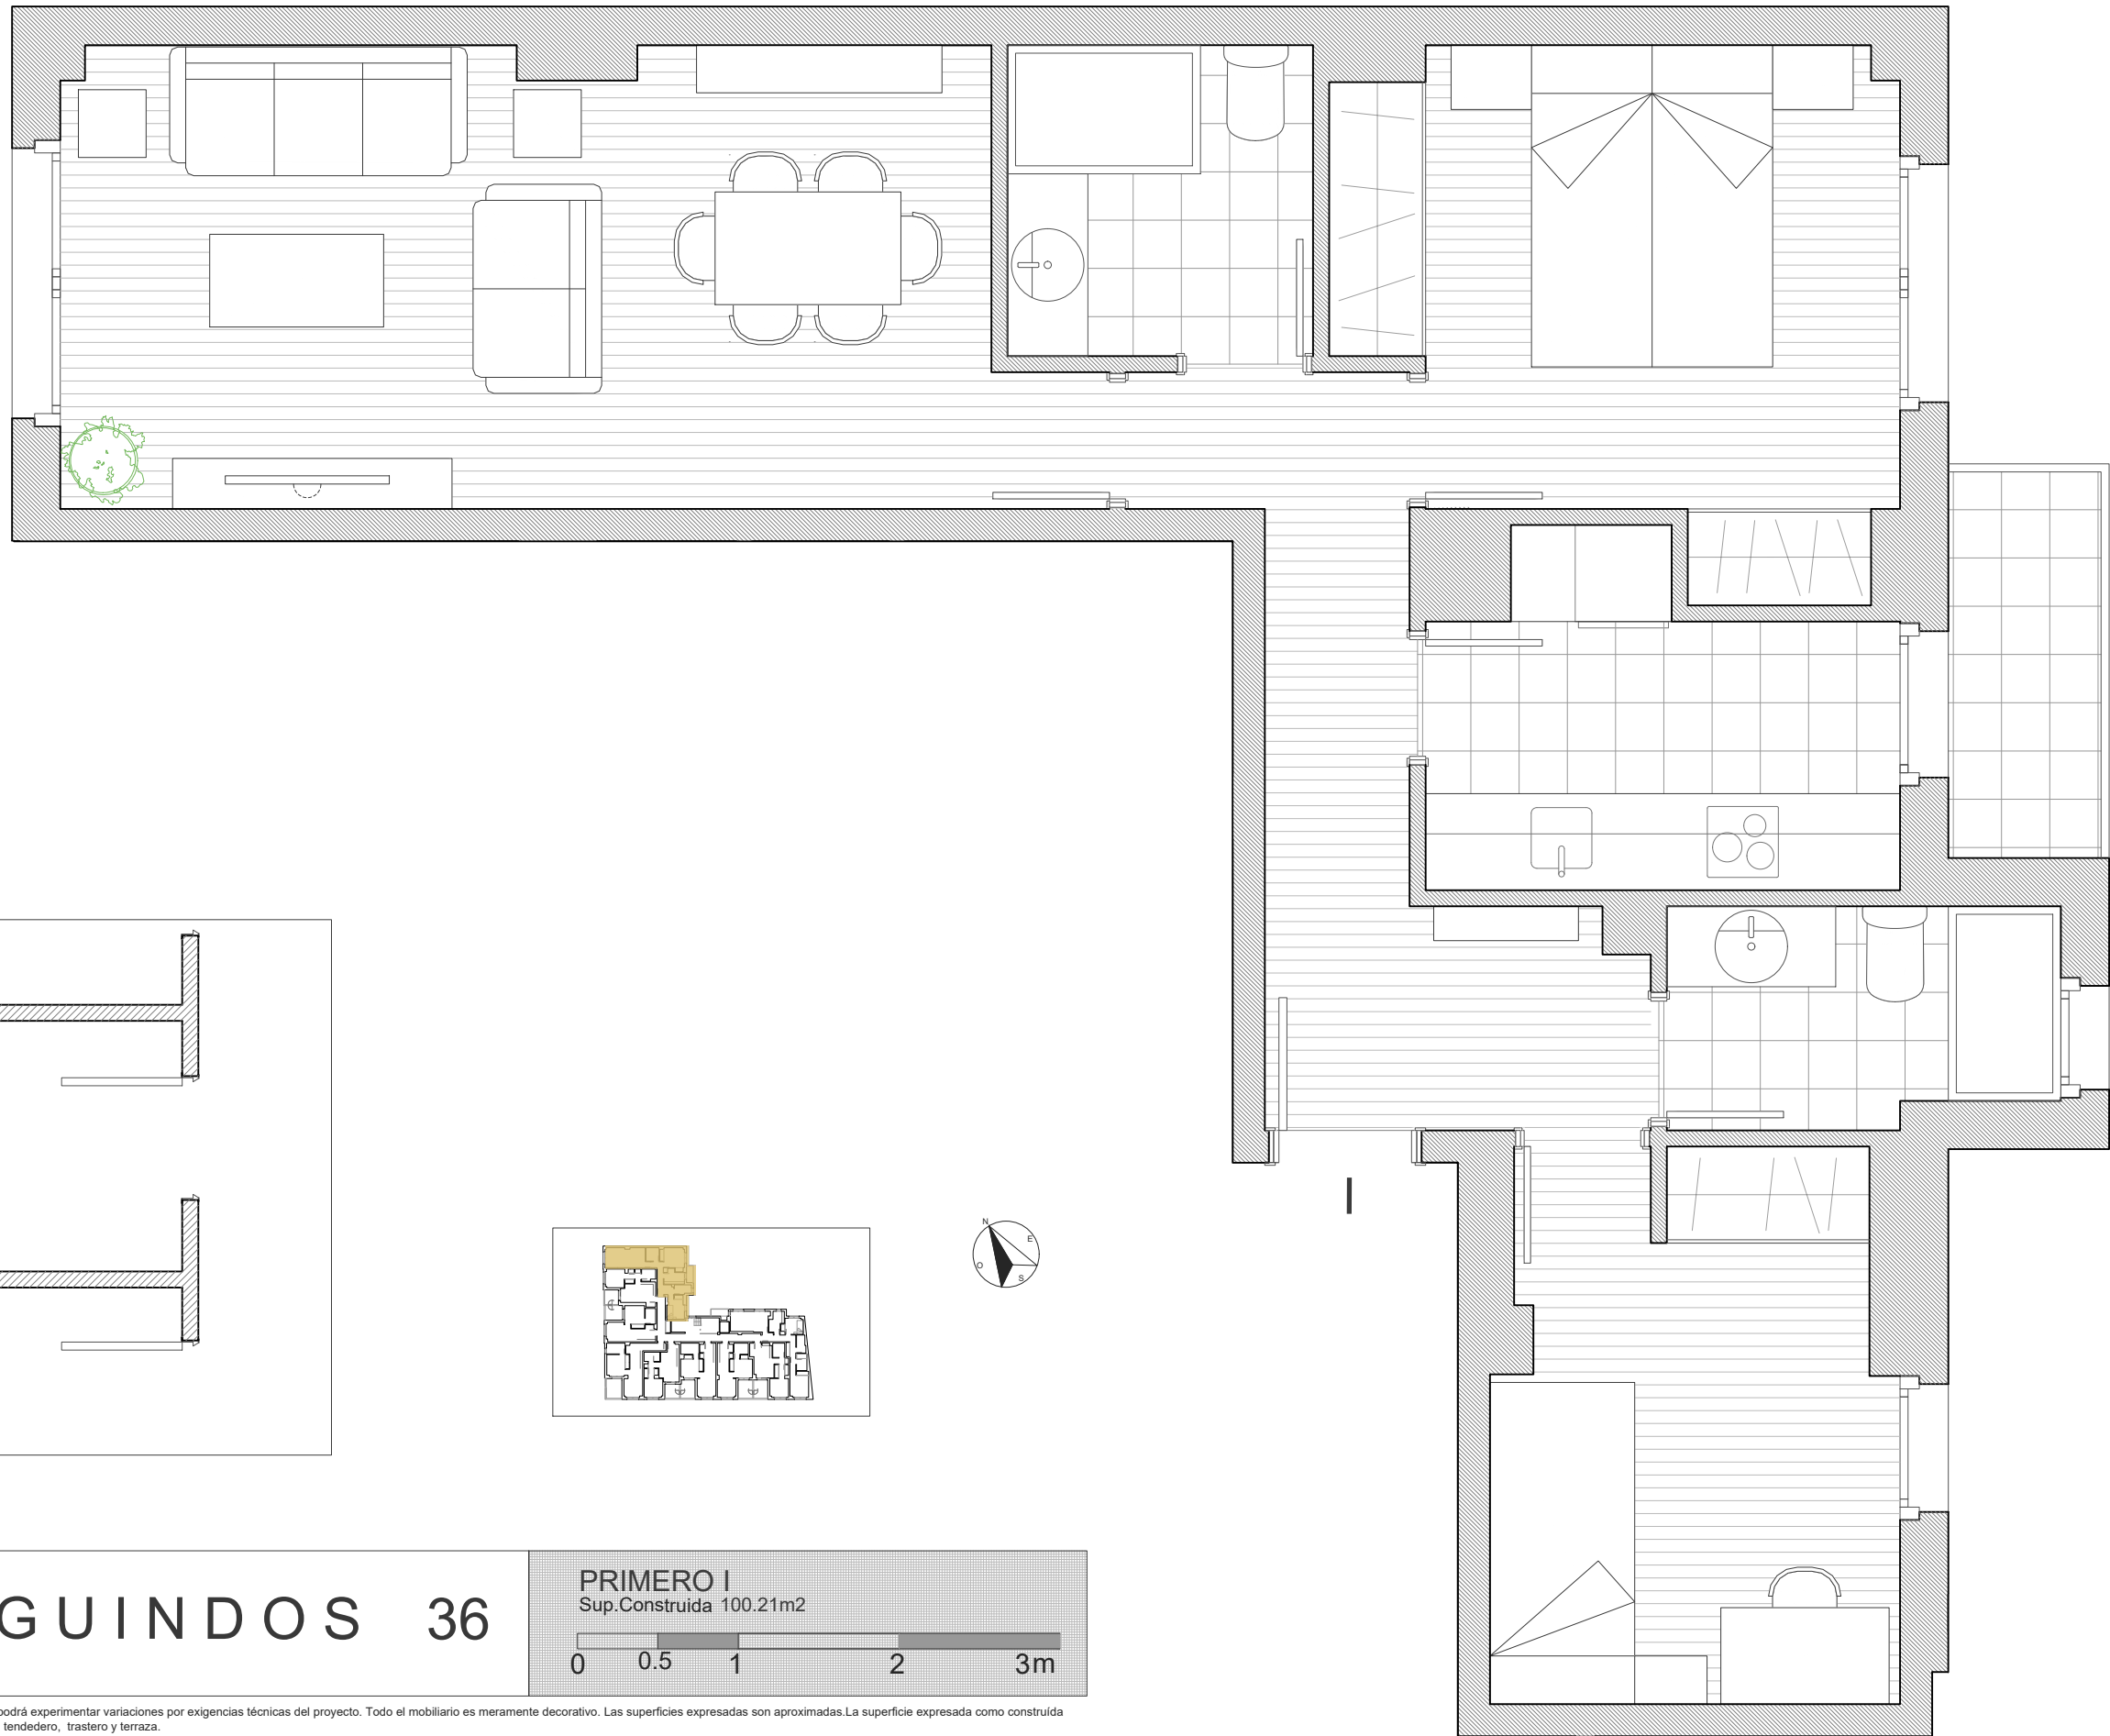 I
N
E
O
S
GUINDOS 36
PRIMERO I
Sup.Construida 100.21m2
0 0.5 1 2 3m
podrá experimentar variaciones por exigencias técnicas del proyecto. Todo el mobiliario es meramente decorativo. Las superficies expresadas son aproximadas.La superficie expresada como construída
tendedero, trastero y terraza.